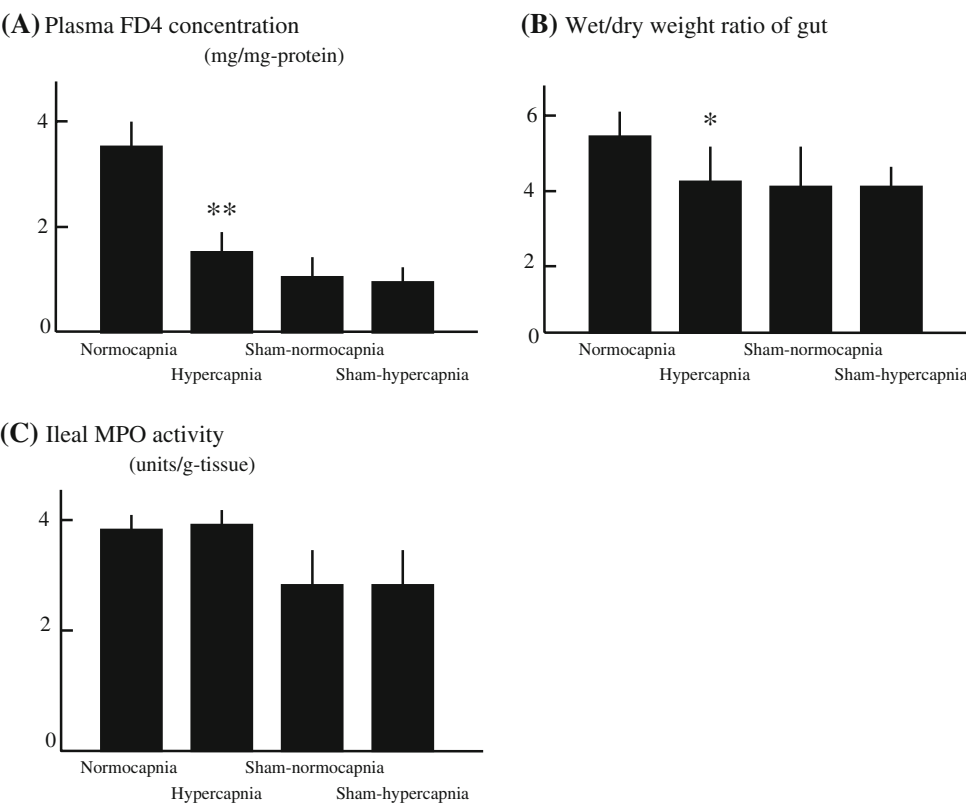 (A) Plasma FD4 concentration
(mg/mg-protein)
4
2
0
**
Normocapnia
Sham-normocapnia
Hypercapnia
Sham-hypercapnia
(B) Wet/dry weight ratio of gut
6
4
2
0
*
Normocapnia
Sham-normocapnia
Hypercapnia
Sham-hypercapnia
(C) Ileal MPO activity
(units/g-tissue)
4
2
0
Normocapnia
Sham-normocapnia
Hypercapnia
Sham-hypercapnia